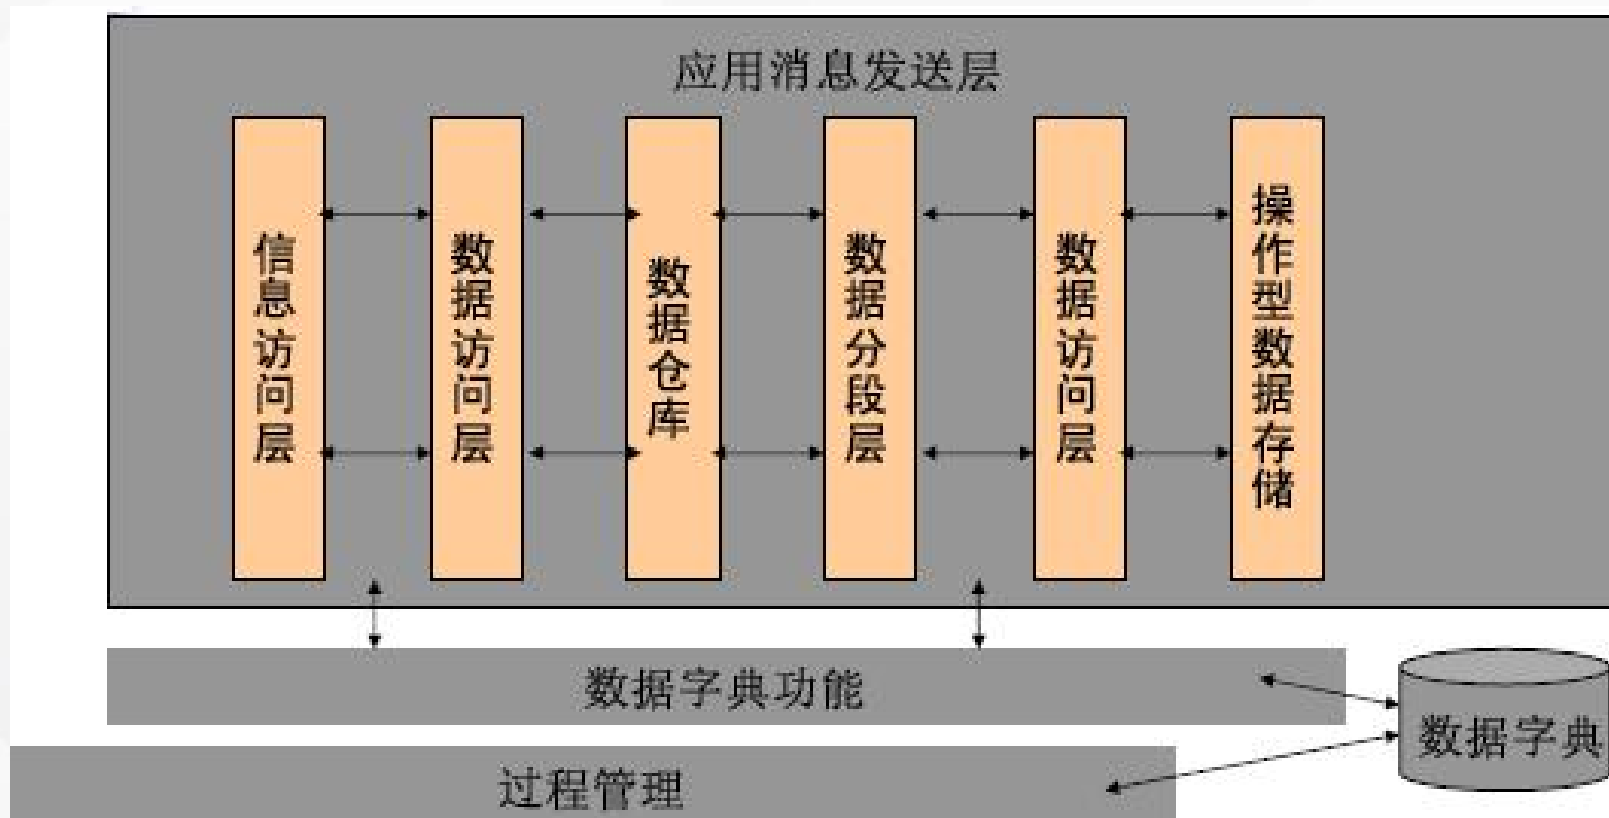 应用消息发送层
信息访问层
数据访问层
数据仓库
数据分段层
数据访问层
操作型数据存储
数据字典功能
数据字典
过程管理